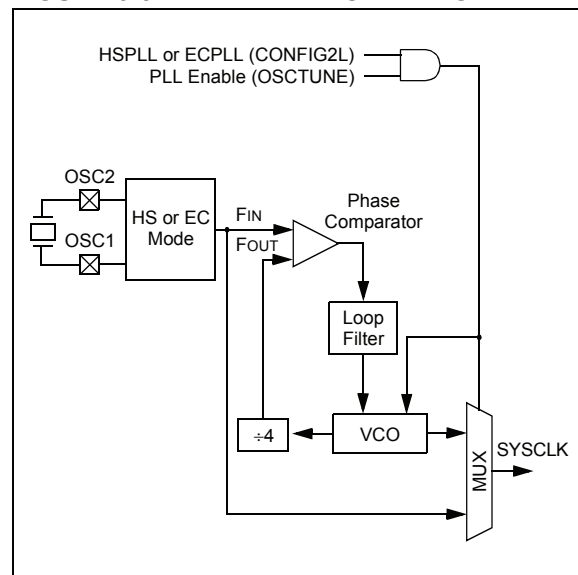 HSPLL or ECPLL (CONFIG2L)
PLL Enable (OSCTUNE)
OSC2
OSC1
HS or EC
Mode
FIN
FOUT
Phase
Comparator
Loop
Filter
÷4
VCO
MUX
SYSCLK